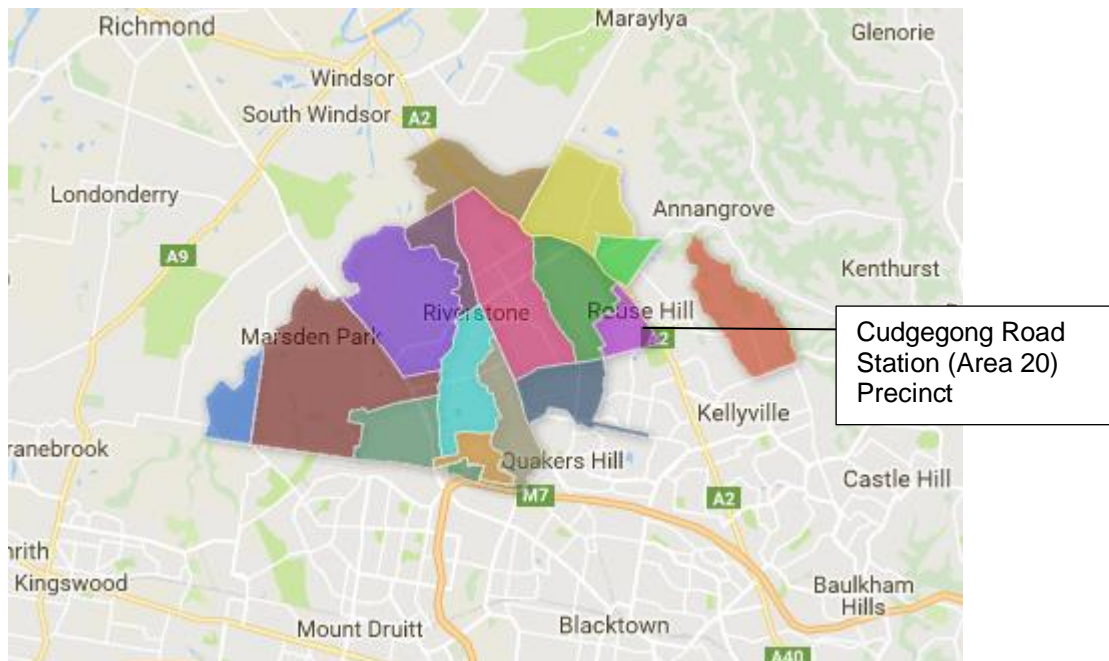 Maraylya
Richmond
Glenorie
Windsor
South Windsor
A2
Londonderry
Annangrove
A9
Kenthurst
Riverstone
Rouse Hill
Marsden Park
A2
Cudgegong Road
Station (Area 20)
Precinct
Kellyville
ranebrook
Quakers Hill
Castle Hill
M7
A2
nrith
Kingswood
Baulkham
Hills
Mount Druitt
Blacktown
A40